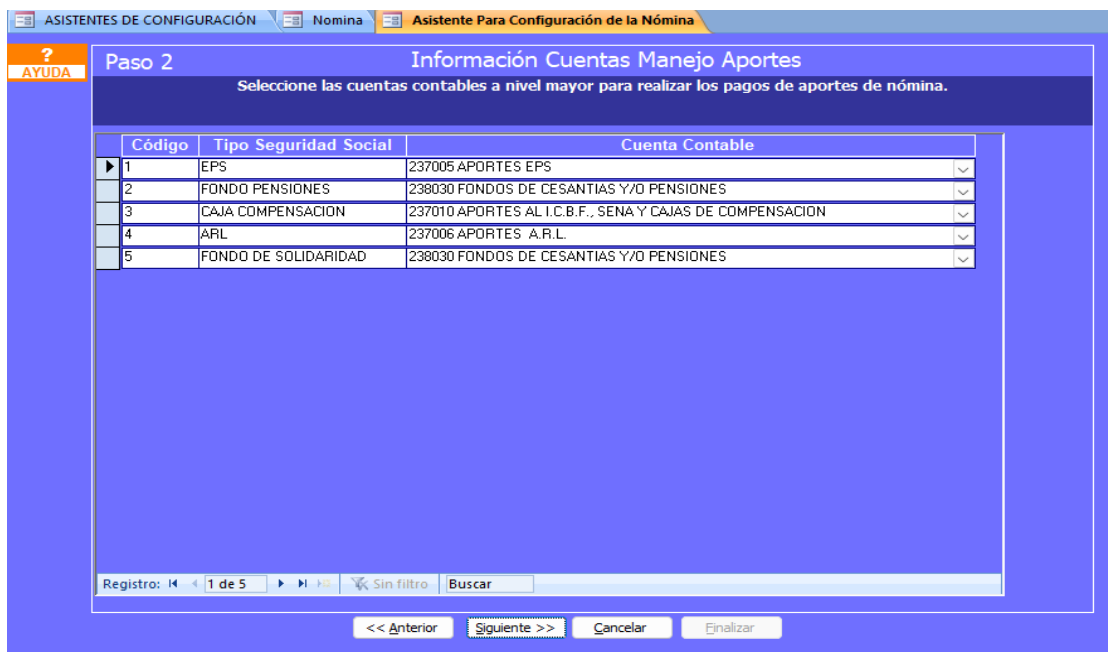 ASISTENTES DE CONFIGURACIÓN Nomina Asistente Para Configuración de la Nómina
?
AYUDA
Paso 2 Información Cuentas Manejo Aportes
Seleccione las cuentas contables a nivel mayor para realizar los pagos de aportes de nómina.
Código Tipo Seguridad Social Cuenta Contable
1 EPS 237005 APORTES EPS
2 FONDO PENSIONES 238030 FONDOS DE CESANTIAS Y/O PENSIONES
3 CAJA COMPENSACION 237010 APORTES AL I.C.B.F., SENA Y CAJAS DE COMPENSACION
4 ARL 237006 APORTES A.R.L.
5 FONDO DE SOLIDARIDAD 238030 FONDOS DE CESANTIAS Y/O PENSIONES
Registro: 1 de 5 Sin filtro Buscar
<< Anterior Siguiente >> Cancelar Finalizar